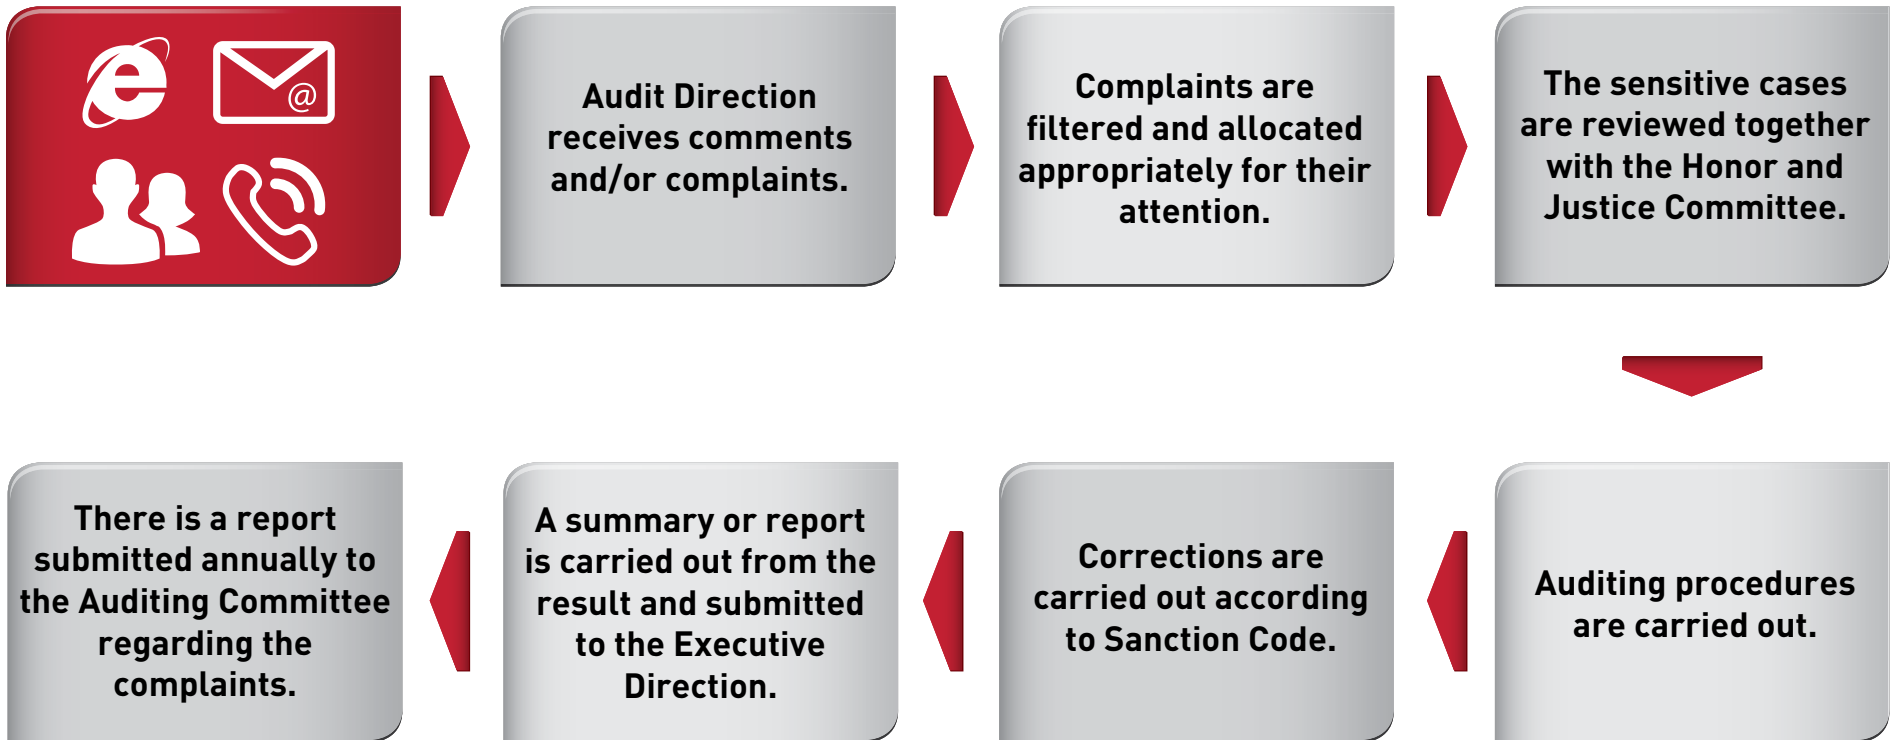 @
Audit Direction
receives comments
and/or complaints.
Complaints are
filtered and allocated
appropriately for their
attention.
The sensitive cases
are reviewed together
with the Honor and
Justice Committee.
Auditing procedures
are carried out.
Corrections are
carried out according
to Sanction Code.
A summary or report
is carried out from the
result and submitted
to the Executive
Direction.
There is a report
submitted annually to
the Auditing Committee
regarding the
complaints.